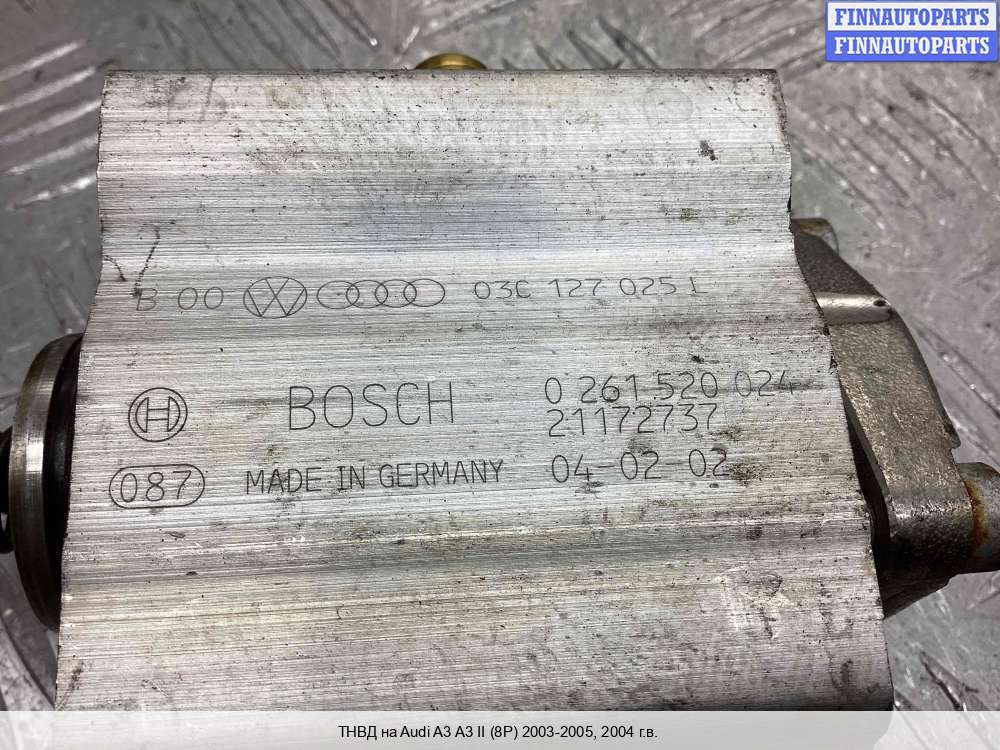 FINNAUTOPARTS
FINNAUTOPARTS
B 00 03C 127 025
BOSCH 0 261 520 024
21172737
087 MADE IN GERMANY 04-02-02
ТНВД на Audi A3 A3 II (8P) 2003-2005, 2004 г.в.